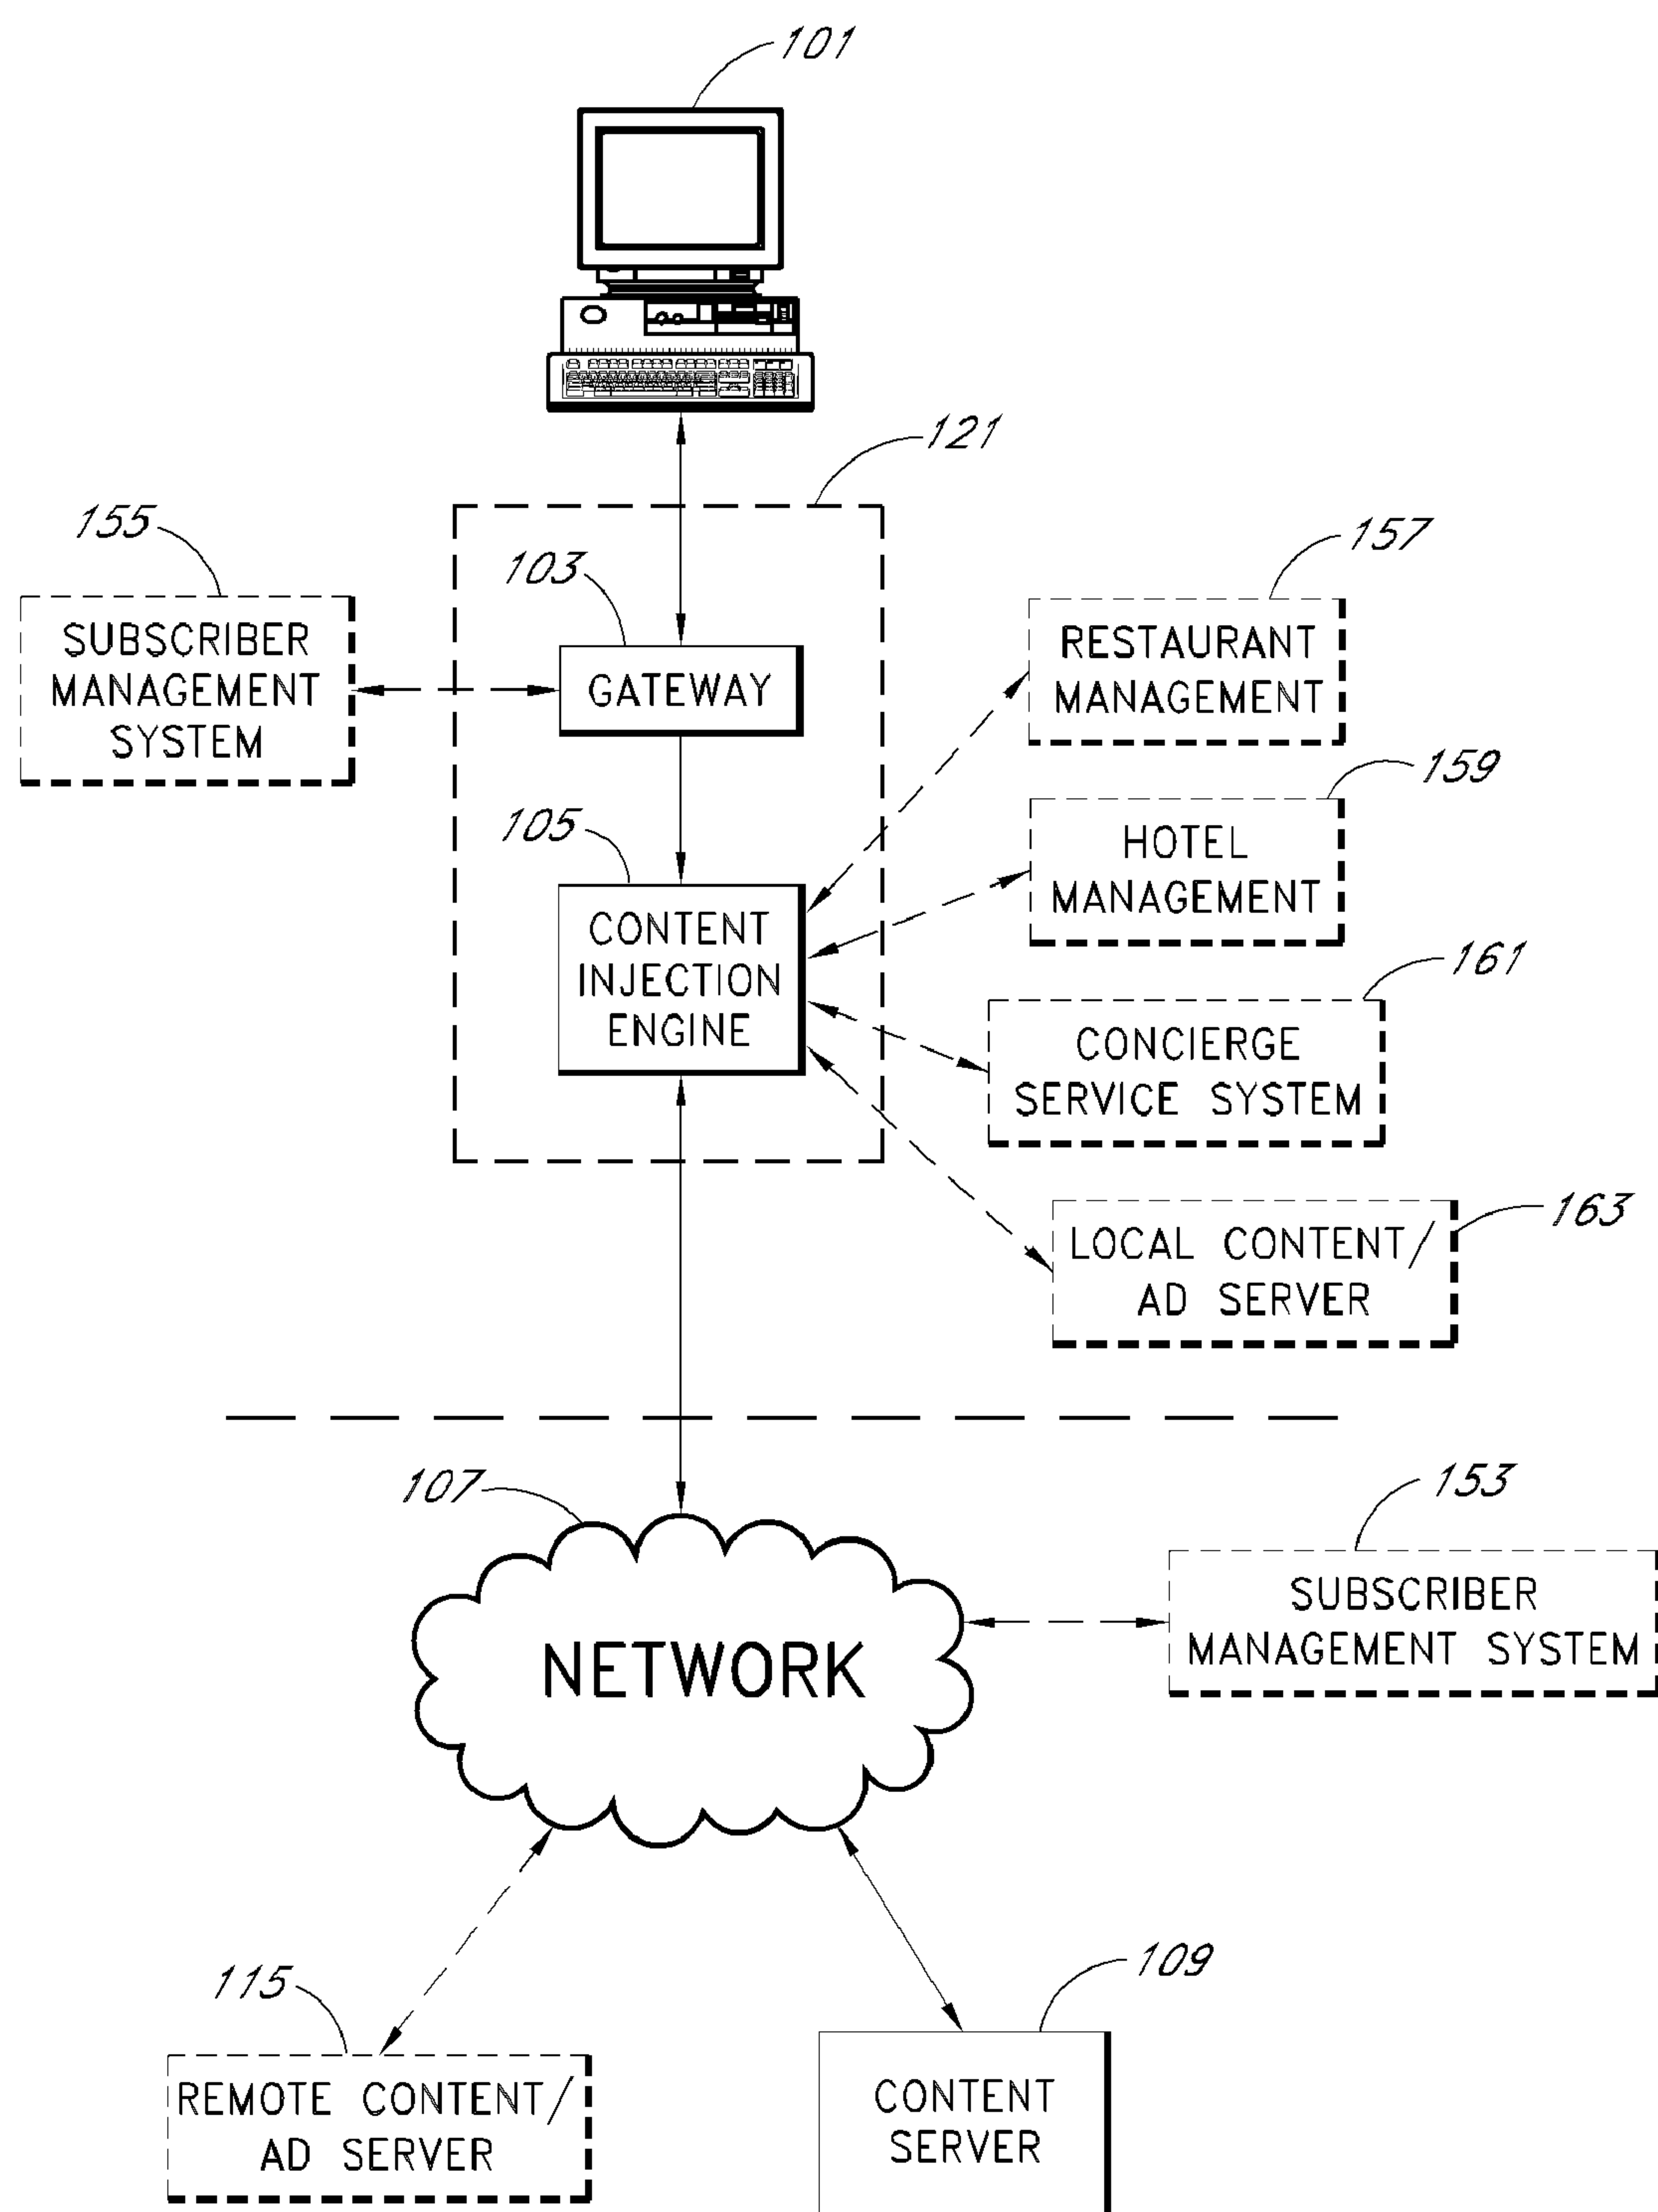 101
121
155
103
157
SUBSCRIBER
MANAGEMENT
SYSTEM
GATEWAY
RESTAURANT
MANAGEMENT
159
105
HOTEL
MANAGEMENT
CONTENT
INJECTION
ENGINE
161
CONCIERGE
SERVICE SYSTEM
163
LOCAL CONTENT/
AD SERVER
107
153
NETWORK
SUBSCRIBER
MANAGEMENT SYSTEM
115
109
REMOTE CONTENT/
AD SERVER
CONTENT
SERVER